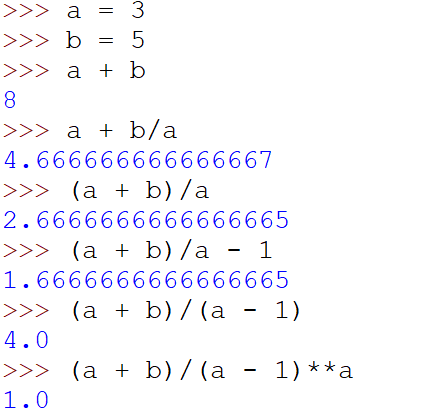 >>> a = 3
>>> b = 5
>>> a + b
8
>>> a + b/a
4.666666666666667
>>> (a + b)/a
2.6666666666666665
>>> (a + b)/a - 1
1.6666666666666665
>>> (a + b)/(a - 1)
4.0
>>> (a + b)/(a - 1)**a
1.0